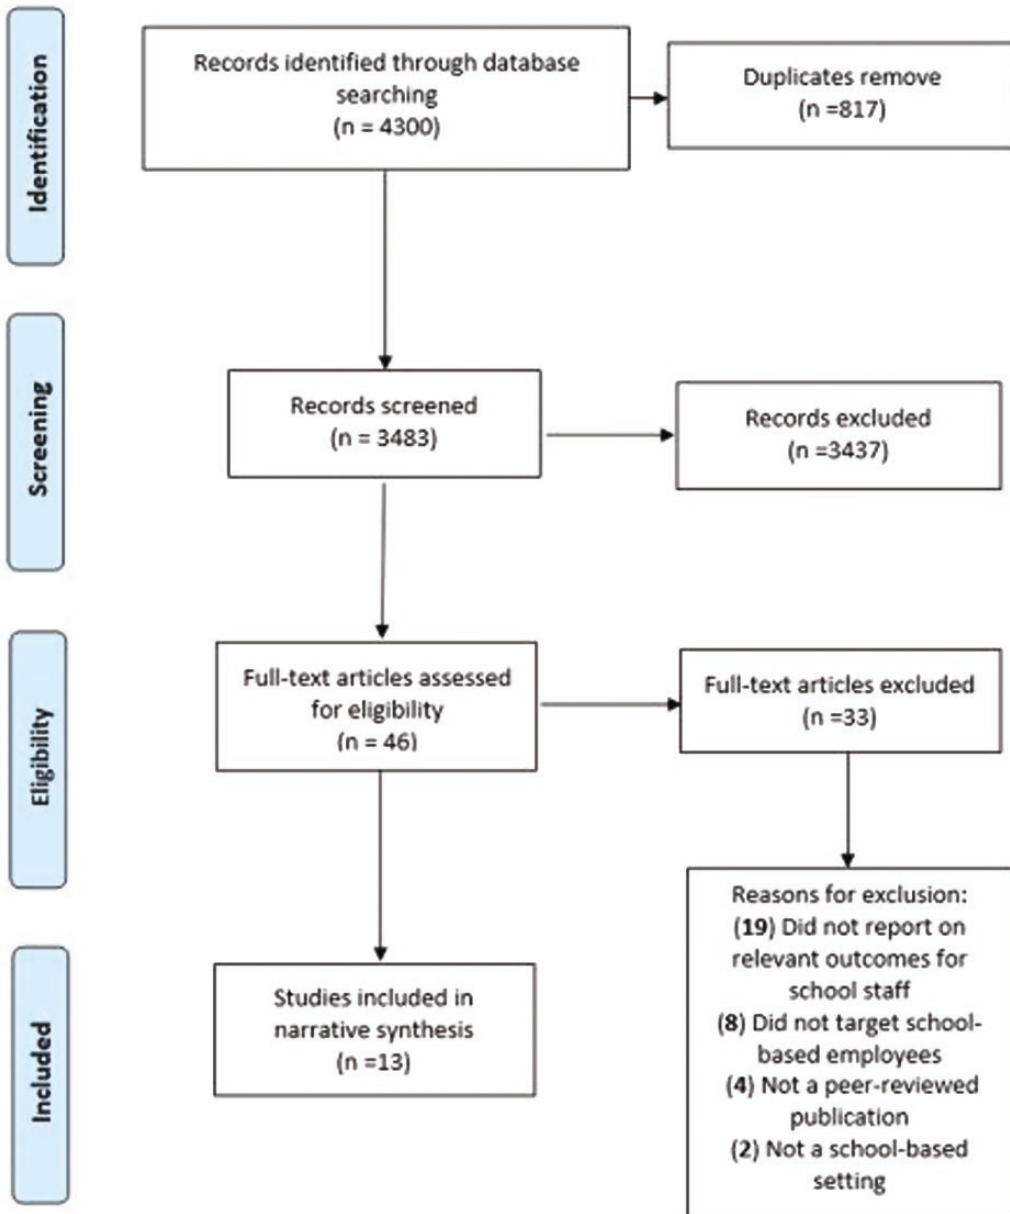 Identification
Records identified through database
searching
(n = 4300)
Duplicates remove
(n =817)
Screening
Records screened
(n = 3483)
Records excluded
(n =3437)
Eligibility
Full-text articles assessed
for eligibility
(n = 46)
Full-text articles excluded
(n =33)
Reasons for exclusion:
(19) Did not report on
relevant outcomes for
school staff
(8) Did not target school-
based employees
(4) Not a peer-reviewed
publication
(2) Not a school-based
setting
Included
Studies included in
narrative synthesis
(n =13)